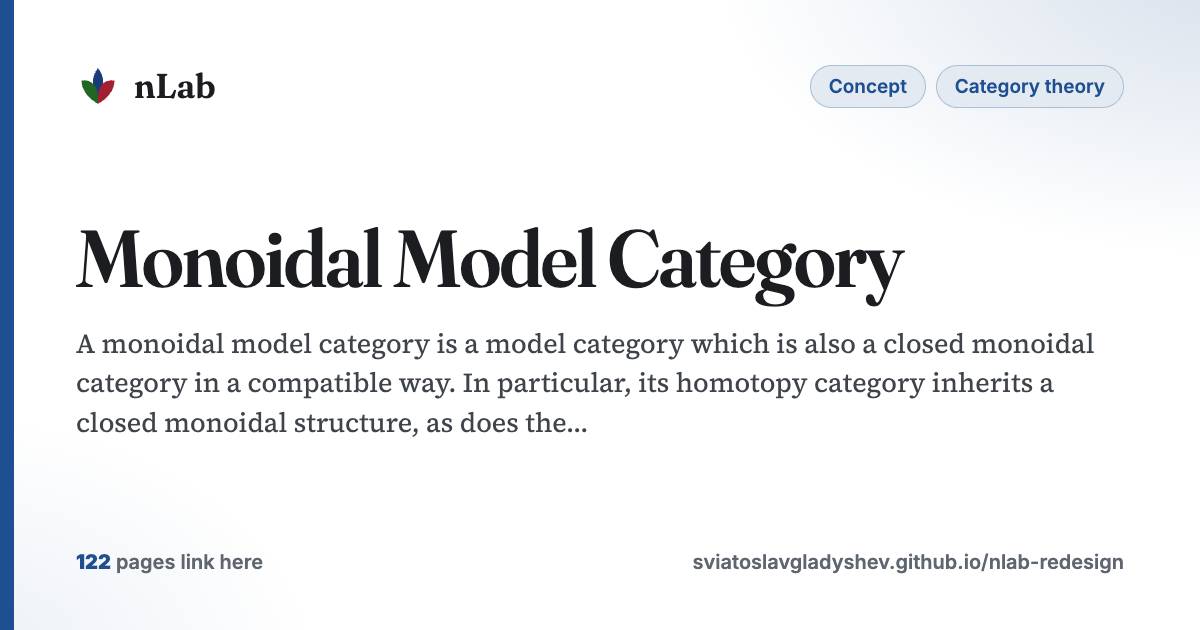 nLab
Concept
Category theory
Monoidal Model Category
A monoidal model category is a model category which is also a closed monoidal
category in a compatible way. In particular, its homotopy category inherits a
closed monoidal structure, as does the...
122 pages link here
sviatoslavgladyshev.github.io/nlab-redesign